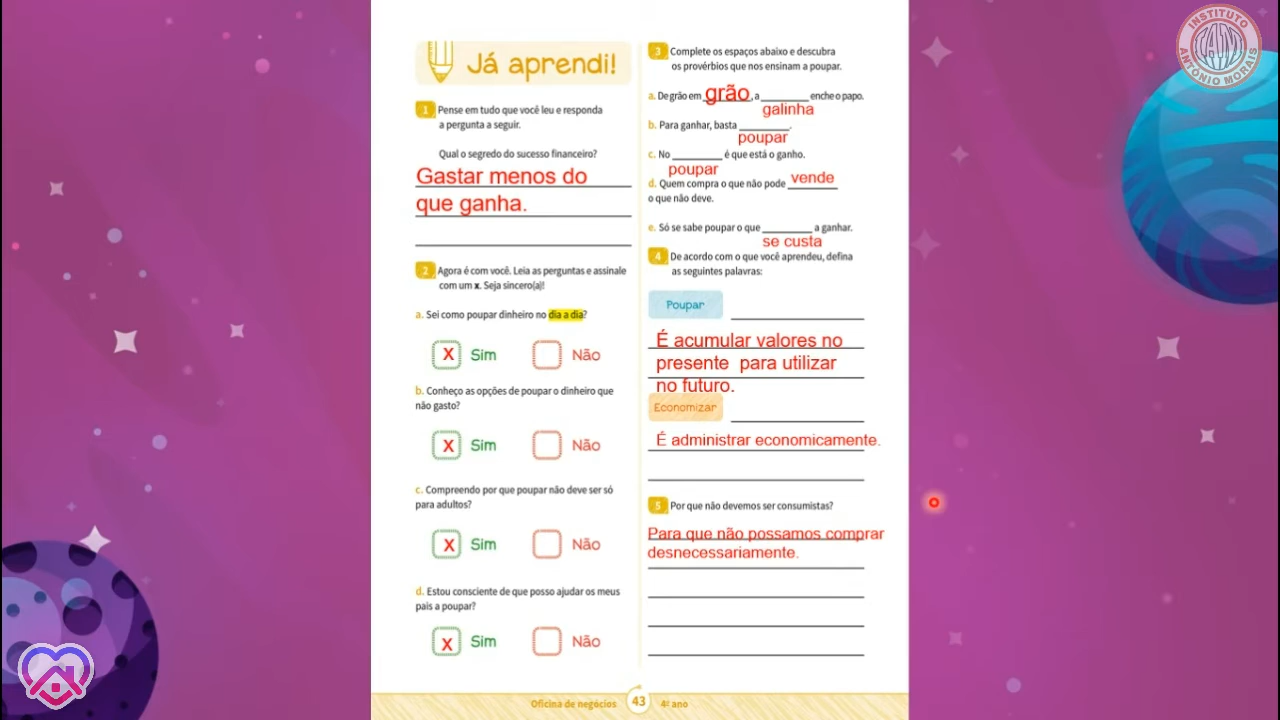 Já aprendi!
1 Pense em tudo que você leu e responda
a pergunta a seguir.
Qual o segredo do sucesso financeiro?
Gastar menos do
que ganha.
2 Agora é com você. Leia as perguntas e assinale
com um x. Seja sincero(a)!
a. Sei como poupar dinheiro no dia a dia?
X Sim Não
b. Conheço as opções de poupar o dinheiro que
não gasto?
X Sim Não
c. Compreendo por que poupar não deve ser só
para adultos?
X Sim Não
d. Estou consciente de que posso ajudar os meus
pais a poupar?
X Sim Não
3 Complete os espaços abaixo e descubra
os provérbios que nos ensinam a poupar.
a. De grão em grão, a ________ enche o papo.
galinha
b. Para ganhar, basta ________.
poupar
c. No ________ é que está o ganho.
poupar
d. Quem compra o que não pode vende
o que não deve.
e. Só se sabe poupar o que ________ a ganhar.
se custa
4 De acordo com o que você aprendeu, defina
as seguintes palavras:
Poupar
É acumular valores no
presente para utilizar
no futuro.
Economizar
É administrar economicamente.
5 Por que não devemos ser consumistas?
Para que não possamos comprar
desnecessariamente.
Oficina de negócios 43 4º ano
INSTITUTO
IAM
ANTÔNIO MORAIS